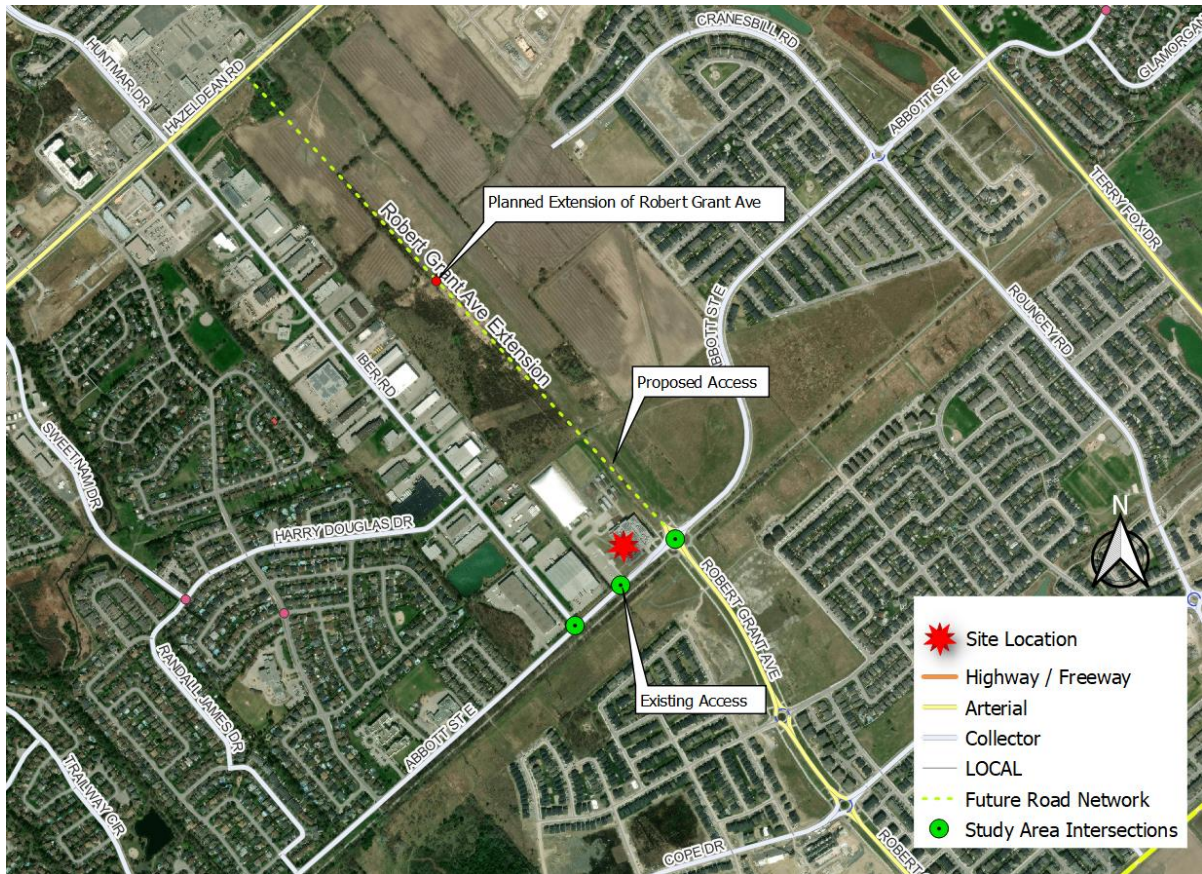 CRANESBILL RD
GLAMORGA
HUNTMAR DR
HAZELDEAN RD
ABBOTT ST E
TERRY FOX DR
Planned Extension of Robert Grant Ave
Robert Grant Ave Extension
ROUNCEY RD
BBOTT ST E
IBER RD
Proposed Access
SWEETNAM DR
HARRY DOUGLAS DR
N
ROBERT GRANT AVE
RANDALL JAMES DR
Existing Access
ABBOTT ST E
TRAILWAY CIR
COPE DR
ROBERT
Site Location
Highway / Freeway
Arterial
Collector
LOCAL
Future Road Network
Study Area Intersections